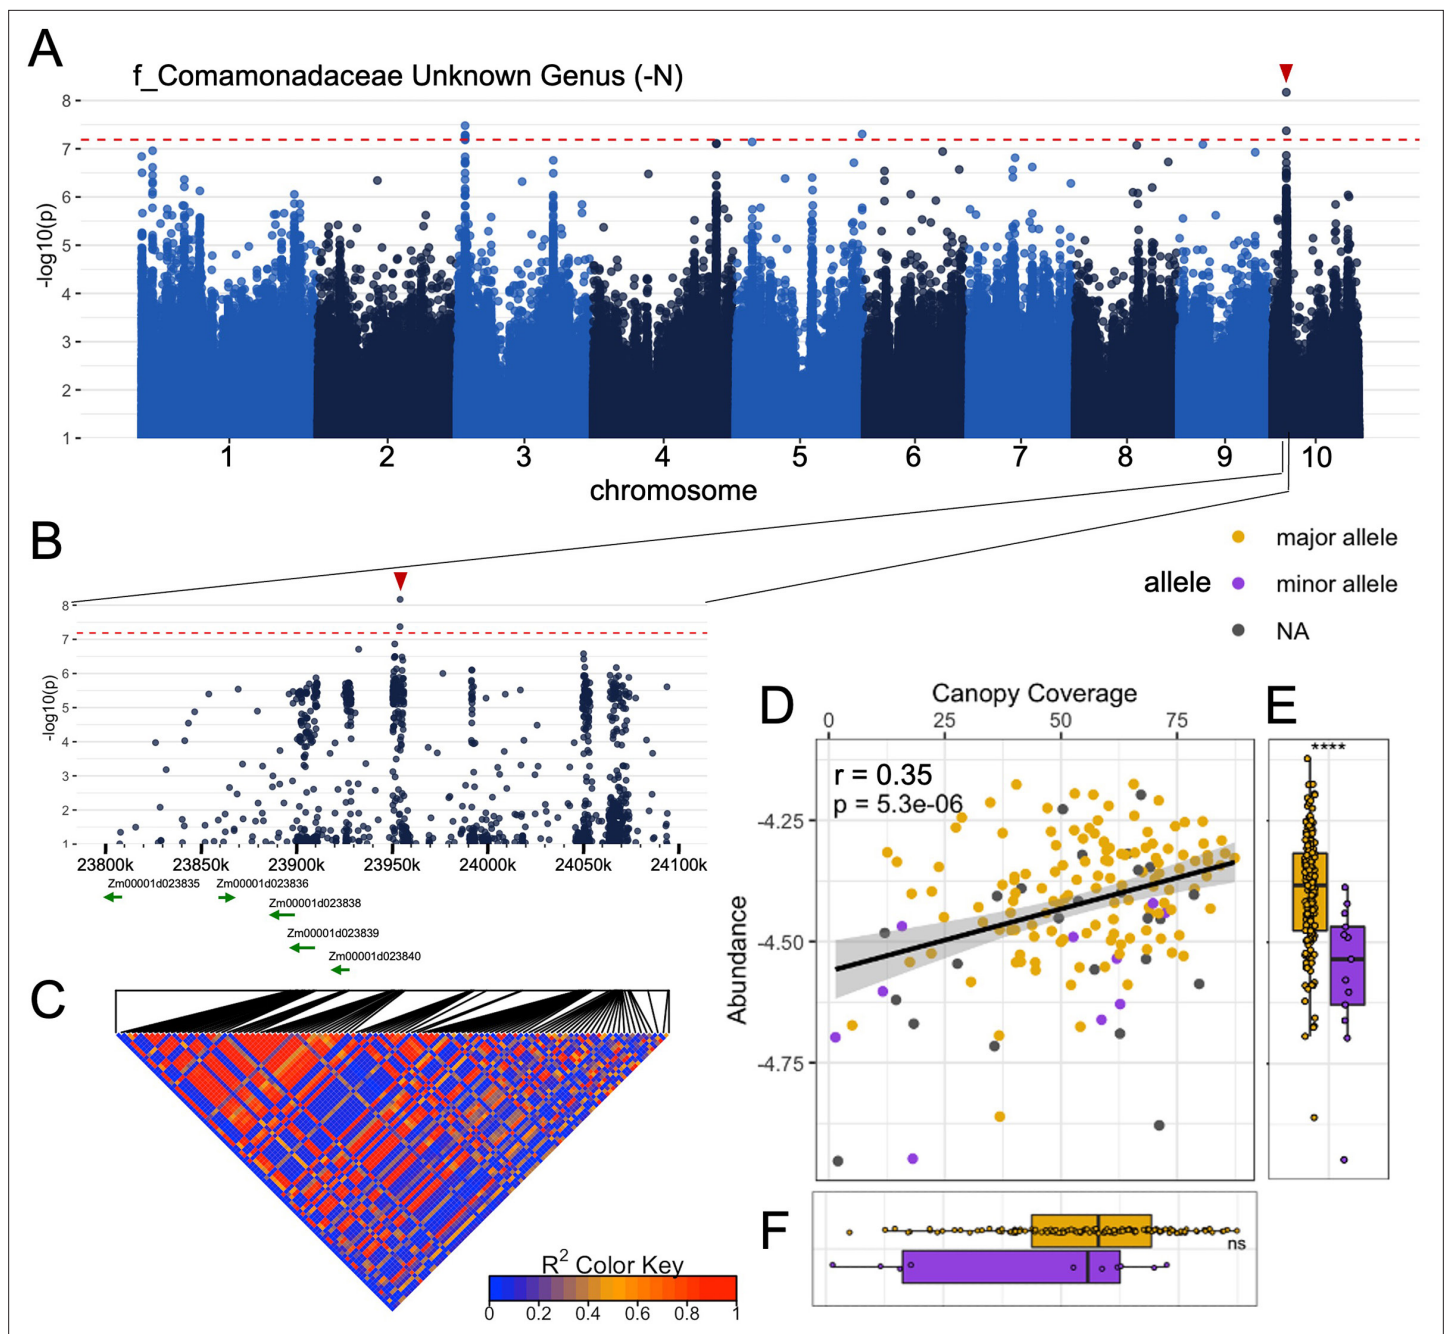 A
f_Comamonadaceae Unknown Genus (-N)
8
7
6
5
4
3
2
1
-log10(p)
1 2 3 4 5 6 7 8 9 10
chromosome
B
8
7
6
5
4
3
2
1
-log10(p)
23800k 23850k 23900k 23950k 24000k 24050k 24100k
Zm00001d023835 Zm00001d023836
Zm00001d023838
Zm00001d023839
Zm00001d023840
allele
major allele
minor allele
NA
C
R² Color Key
0 0.2 0.4 0.6 0.8 1
D
Canopy Coverage
0 25 50 75
r = 0.35
p = 5.3e-06
-4.25
-4.50
-4.75
Abundance
E
****
F
ns